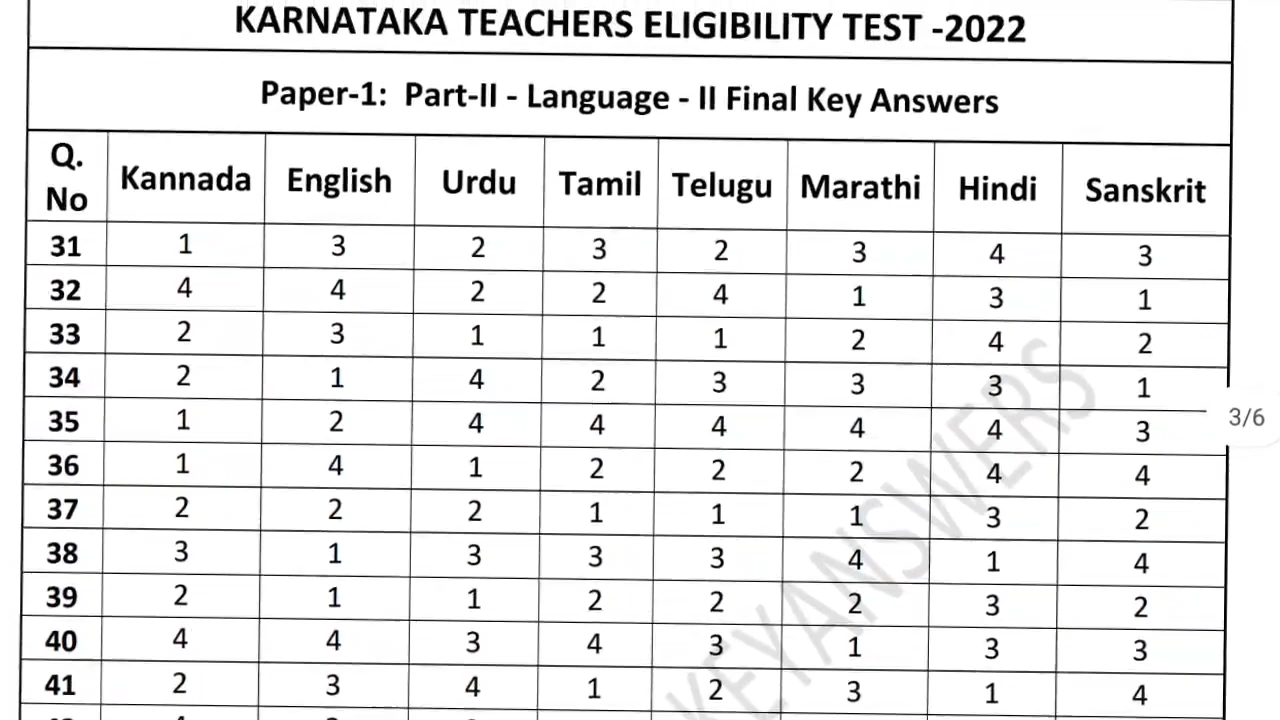 KARNATAKA TEACHERS ELIGIBILITY TEST -2022
Paper-1: Part-II - Language - II Final Key Answers
Q. No Kannada English Urdu Tamil Telugu Marathi Hindi Sanskrit
31 1 3 2 3 2 3 4 3
32 4 4 2 2 4 1 3 1
33 2 3 1 1 1 2 4 2
34 2 1 4 2 3 3 3 1
35 1 2 4 4 4 4 4 3
36 1 4 1 2 2 2 4 4
37 2 2 2 1 1 1 3 2
38 3 1 3 3 3 4 1 4
39 2 1 1 2 2 2 3 2
40 4 4 3 4 3 1 3 3
41 2 3 4 1 2 3 1 4
3/6
KEYANSWERS